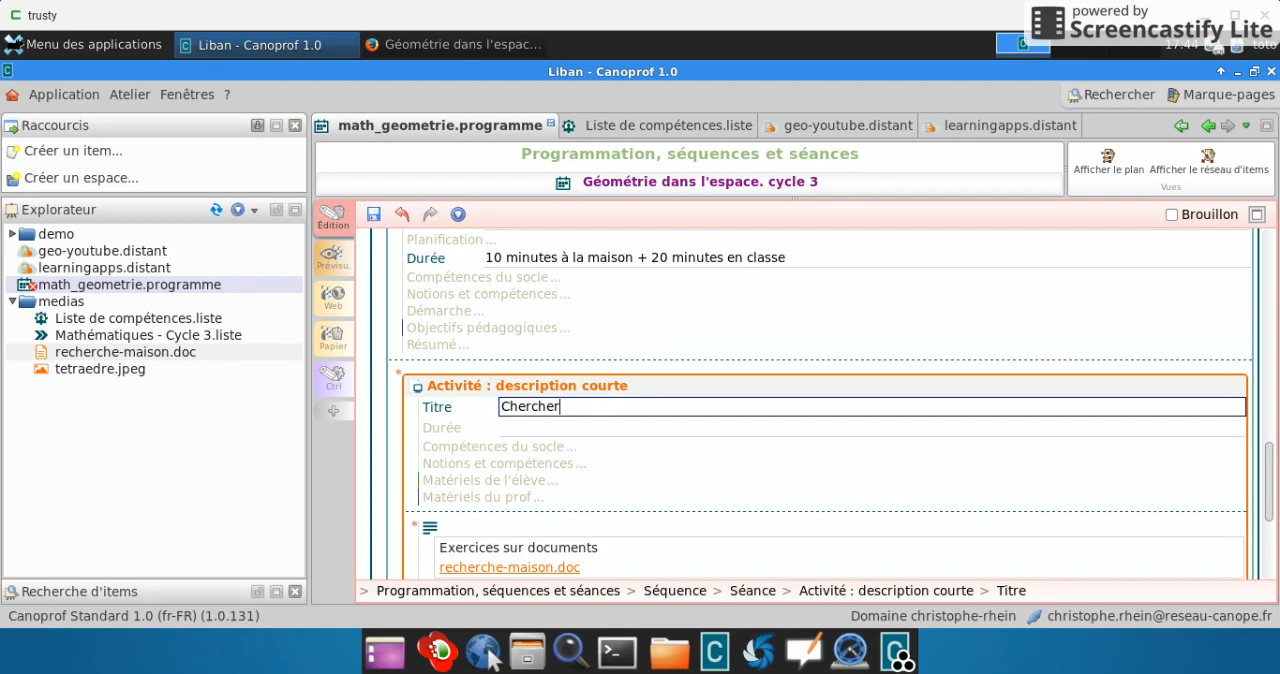 trusty
powered by
Screencastify Lite
Menu des applications
Liban - Canoprof 1.0
Géométrie dans l'espac...
17:44
toto
Liban - Canoprof 1.0
Application Atelier Fenêtres ?
Rechercher
Marque-pages
Raccourcis
Créer un item...
Créer un espace...
Explorateur
demo
geo-youtube.distant
learningapps.distant
math_geometrie.programme
medias
Liste de compétences.liste
Mathématiques - Cycle 3.liste
recherche-maison.doc
tetraedre.jpeg
Recherche d'items
math_geometrie.programme
Liste de compétences.liste
geo-youtube.distant
learningapps.distant
Programmation, séquences et séances
Géométrie dans l'espace. cycle 3
Afficher le plan
Afficher le réseau d'items
Vues
Édition
Prévisu.
Web
Papier
Ctrl
Brouillon
Planification...
Durée 10 minutes à la maison + 20 minutes en classe
Compétences du socle...
Notions et compétences...
Démarche...
Objectifs pédagogiques...
Résumé...
Activité : description courte
Titre Chercher
Durée
Compétences du socle...
Notions et compétences...
Matériels de l'élève...
Matériels du prof...
Exercices sur documents
recherche-maison.doc
> Programmation, séquences et séances > Séquence > Séance > Activité : description courte > Titre
Canoprof Standard 1.0 (fr-FR) (1.0.131)
Domaine christophe-rhein
christophe.rhein@reseau-canope.fr